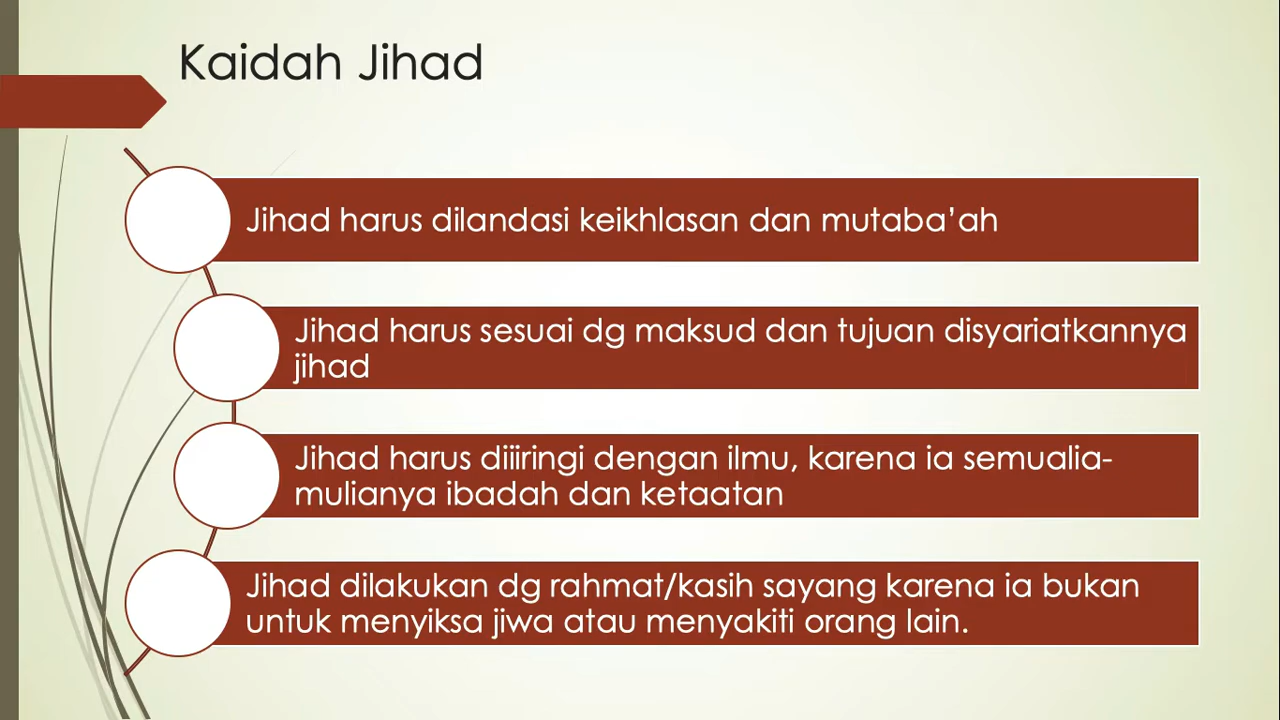 Kaidah Jihad
Jihad harus dilandasi keikhlasan dan mutaba’ah
Jihad harus sesuai dg maksud dan tujuan disyariatkannya
jihad
Jihad harus diiiringi dengan ilmu, karena ia semualia-
mulianya ibadah dan ketaatan
Jihad dilakukan dg rahmat/kasih sayang karena ia bukan
untuk menyiksa jiwa atau menyakiti orang lain.